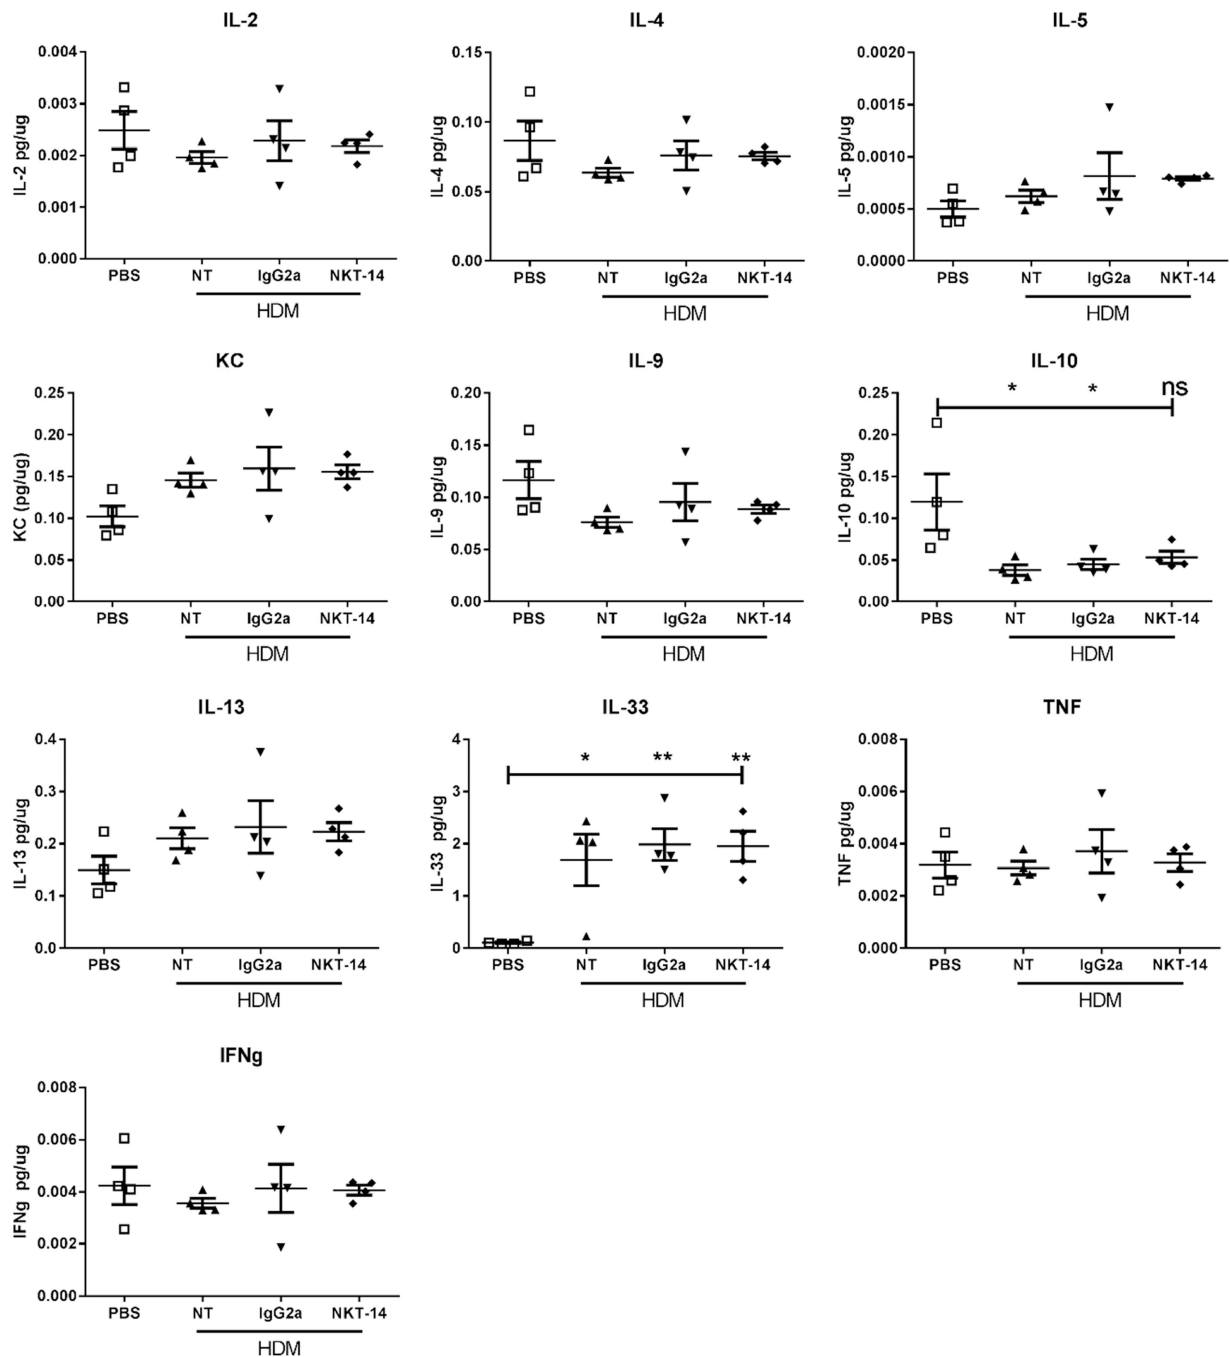 IL-2
IL-4
IL-5
0.004
0.003
0.002
0.001
0.000
IL-2 pg/ug
PBS NT IgG2a NKT-14
HDM
0.15
0.10
0.05
0.00
IL-4 pg/ug
PBS NT IgG2a NKT-14
HDM
0.0020
0.0015
0.0010
0.0005
0.0000
IL-5 pg/ug
PBS NT IgG2a NKT-14
HDM
KC
IL-9
IL-10
0.25
0.20
0.15
0.10
0.05
0.00
KC (pg/ug)
PBS NT IgG2a NKT-14
HDM
0.20
0.15
0.10
0.05
0.00
IL-9 pg/ug
PBS NT IgG2a NKT-14
HDM
* * ns
0.25
0.20
0.15
0.10
0.05
0.00
IL-10 pg/ug
PBS NT IgG2a NKT-14
HDM
IL-13
IL-33
TNF
0.4
0.3
0.2
0.1
0.0
IL-13 pg/ug
PBS NT IgG2a NKT-14
HDM
* ** **
4
3
2
1
0
IL-33 pg/ug
PBS NT IgG2a NKT-14
HDM
0.008
0.006
0.004
0.002
0.000
TNF pg/ug
PBS NT IgG2a NKT-14
HDM
IFNg
0.008
0.006
0.004
0.002
0.000
IFNg pg/ug
PBS NT IgG2a NKT-14
HDM